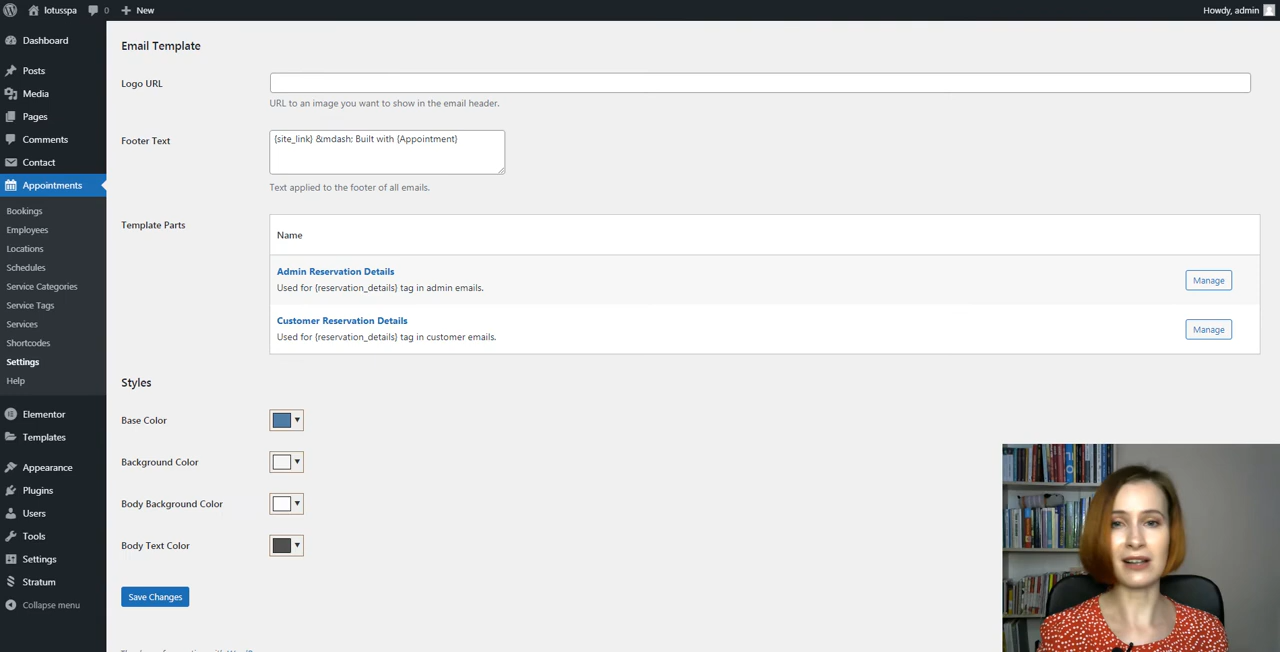 lotusspa 0 New Howdy, admin
Dashboard
Posts
Media
Pages
Comments
Contact
Appointments
Bookings
Employees
Locations
Schedules
Service Categories
Service Tags
Services
Shortcodes
Settings
Help
Elementor
Templates
Appearance
Plugins
Users
Tools
Settings
Stratum
Collapse menu
Email Template
Logo URL
URL to an image you want to show in the email header.
Footer Text
{site_link} &mdash; Built with {Appointment}
Text applied to the footer of all emails.
Template Parts
Name
Admin Reservation Details
Used for {reservation_details} tag in admin emails.
Manage
Customer Reservation Details
Used for {reservation_details} tag in customer emails.
Manage
Styles
Base Color
Background Color
Body Background Color
Body Text Color
Save Changes